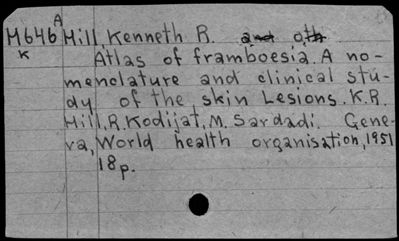 A
M646 Hill Kenneth R. and oth.
K
Atlas of framboesia. A no-
menclature and clinical stu-
dy of the skin Lesions. K.R.
Hill, R. Kodijat, M. Sardadi. Gene-
va, World health organisation, 1951
18p.